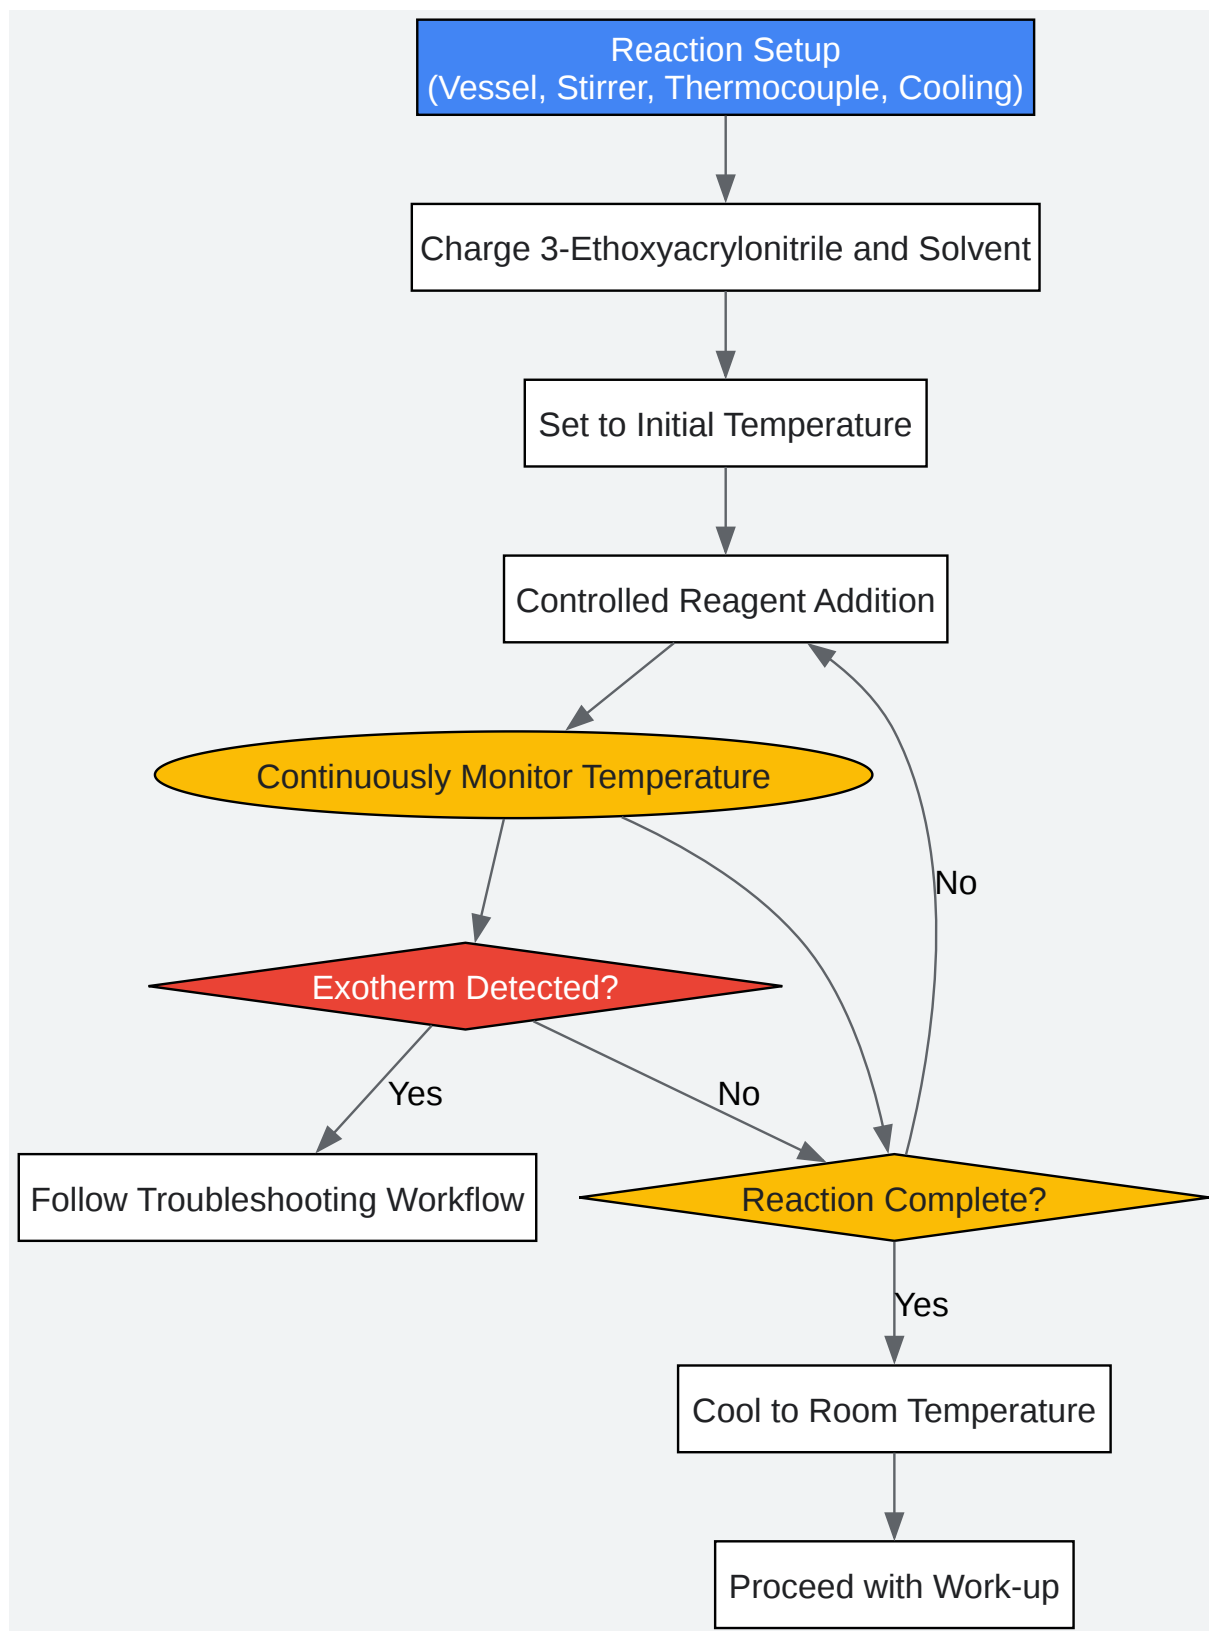 Reaction Setup
(Vessel, Stirrer, Thermocouple, Cooling)
Charge 3-Ethoxyacrylonitrile and Solvent
Set to Initial Temperature
Controlled Reagent Addition
Continuously Monitor Temperature
No
Exotherm Detected?
Yes
No
Follow Troubleshooting Workflow
Reaction Complete?
Yes
Cool to Room Temperature
Proceed with Work-up